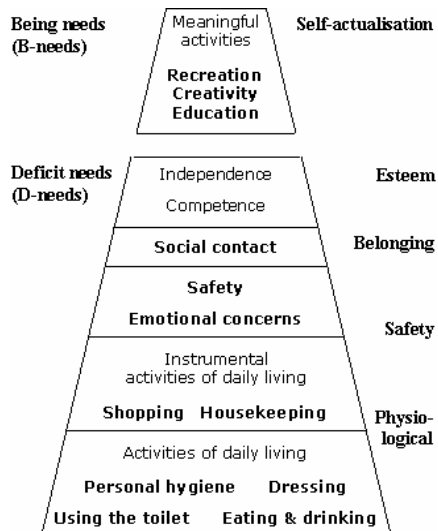 Being needs
(B-needs)
Meaningful
activities
Recreation
Creativity
Education
Self-actualisation
Deficit needs
(D-needs)
Independence
Competence
Esteem
Social contact
Belonging
Safety
Emotional concerns
Safety
Instrumental
activities of daily living
Shopping Housekeeping
Physio-
logical
Activities of daily living
Personal hygiene Dressing
Using the toilet Eating & drinking